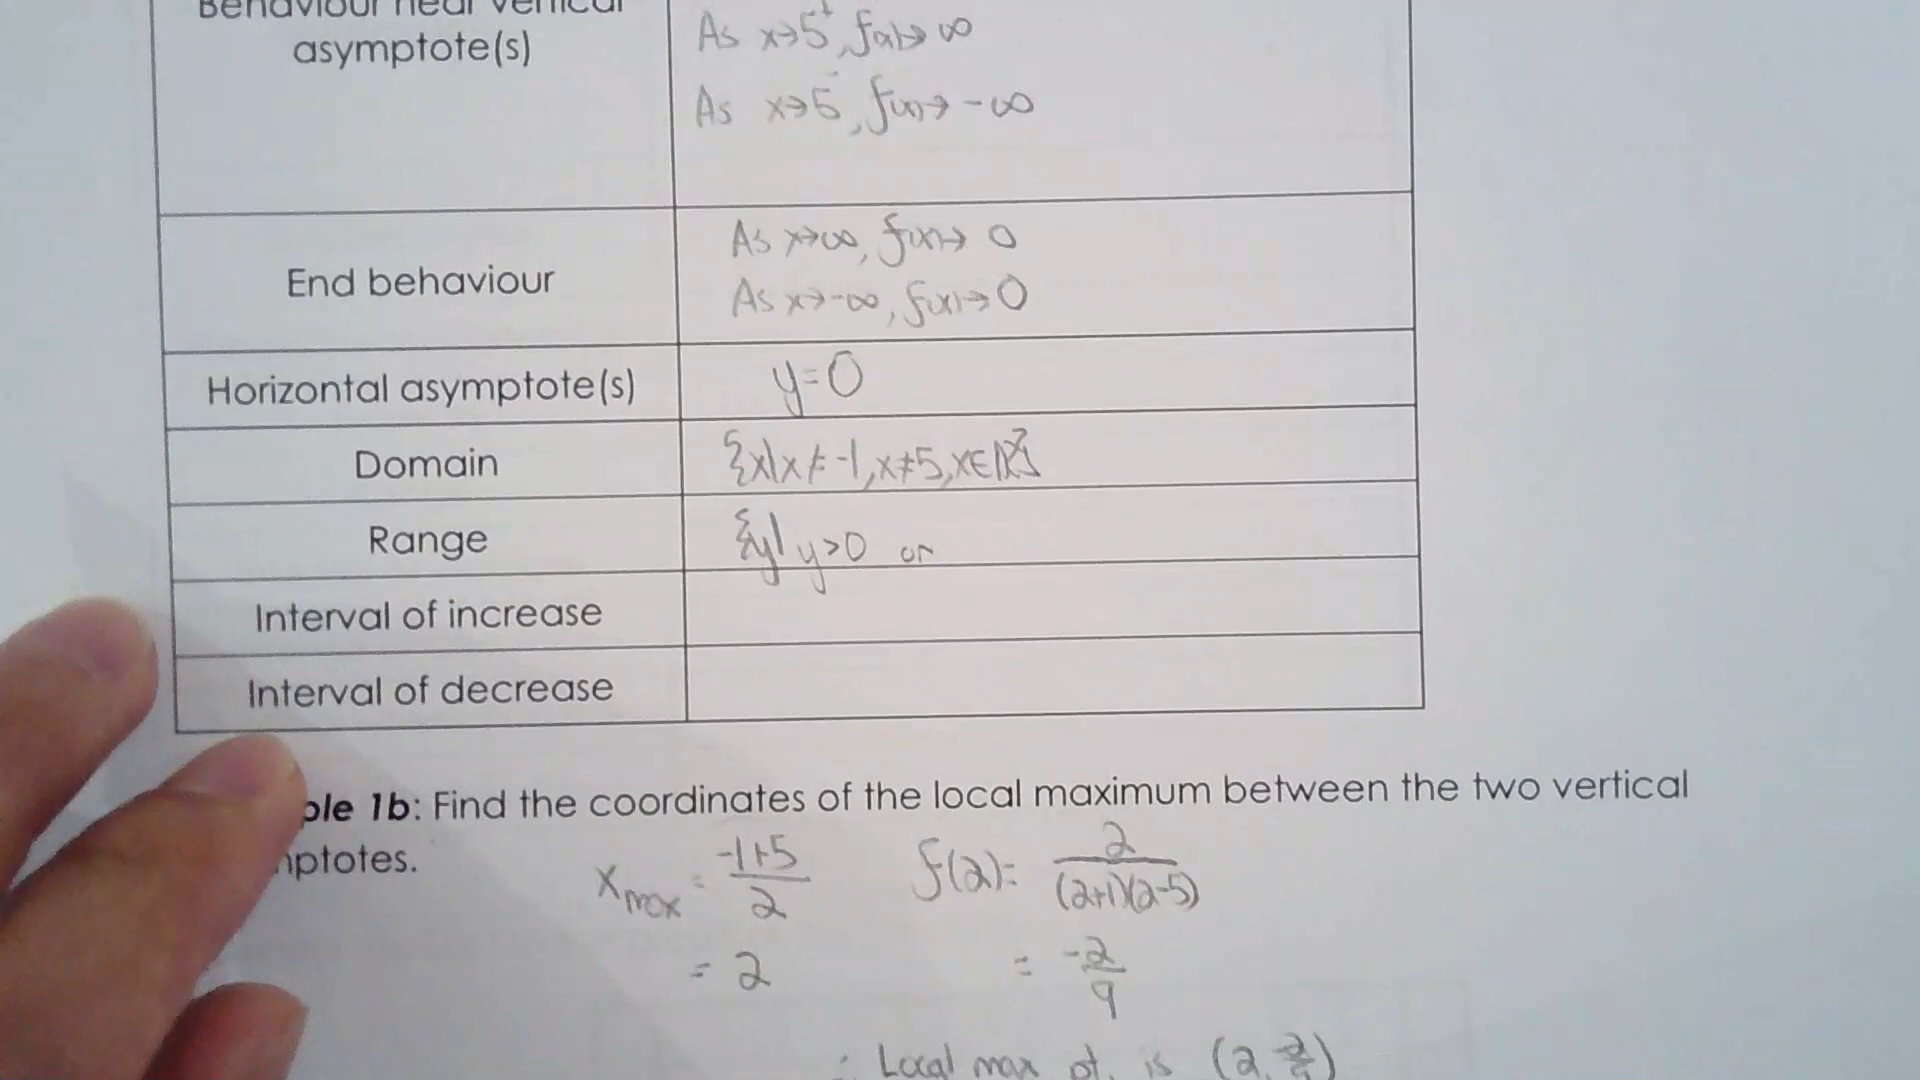 Behaviour near vertical
asymptote(s)
As x→5⁺, f(x)→ ∞
As x→5⁻, f(x)→ -∞
End behaviour
As x→∞, f(x)→ 0
As x→-∞, f(x)→0
Horizontal asymptote(s)
y=0
Domain
{x|x≠-1,x≠5,x∈ℝ}
Range
{y| y>0 or
Interval of increase
Interval of decrease
ple 1b: Find the coordinates of the local maximum between the two vertical
mptotes.
x_max = (-1+5)/2
= 2
f(2)= 2/((2+1)(2-5))
= -2/9
∴ Local max pt. is (2,